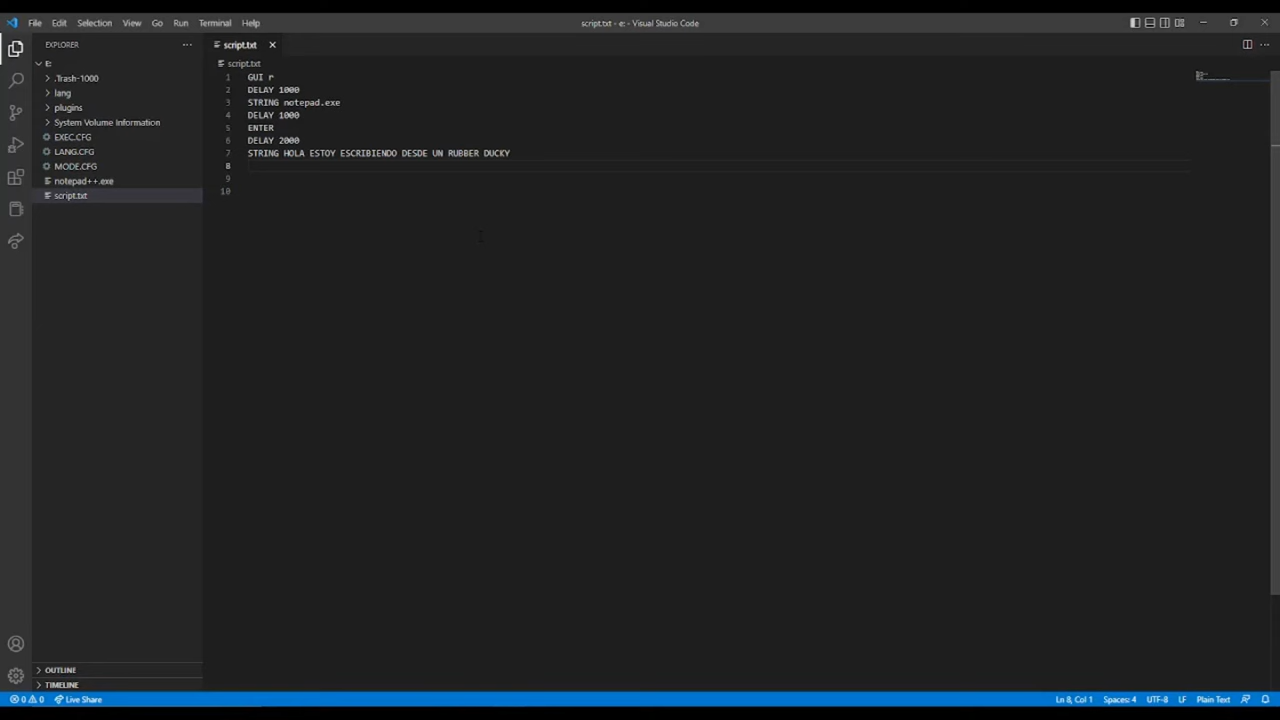 File Edit Selection View Go Run Terminal Help script.txt - e: - Visual Studio Code
EXPLORER
script.txt
E:
script.txt
.Trash-1000
lang
plugins
System Volume Information
EXEC.CFG
LANG.CFG
MODE.CFG
notepad++.exe
script.txt
1 GUI r
2 DELAY 1000
3 STRING notepad.exe
4 DELAY 1000
5 ENTER
6 DELAY 2000
7 STRING HOLA ESTOY ESCRIBIENDO DESDE UN RUBBER DUCKY
8
9
10
OUTLINE
TIMELINE
0 0 Live Share Ln 8, Col 1 Spaces: 4 UTF-8 LF Plain Text